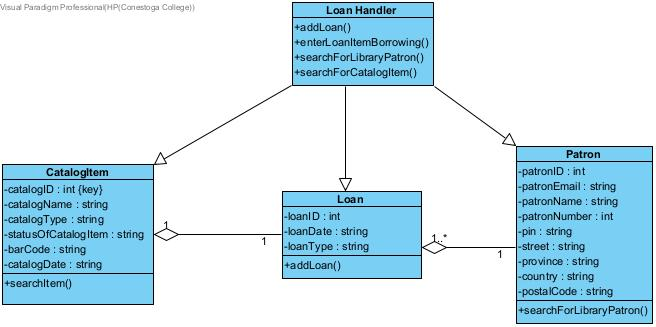 Visual Paradigm Professional(HP(Conestoga College))
Loan Handler
+addLoan()
+enterLoanItemBorrowing()
+searchForLibraryPatron()
+searchForCatalogItem()
CatalogItem
-catalogID : int {key}
-catalogName : string
-catalogType : string
-statusOfCatalogItem : string
-barCode : string
-catalogDate : string
+searchItem()
1
1
Loan
-loanID : int
-loanDate : string
-loanType : string
+addLoan()
1..*
1
Patron
-patronID : int
-patronEmail : string
-patronName : string
-patronNumber : int
-pin : string
-street : string
-province : string
-country : string
-postalCode : string
+searchForLibraryPatron()